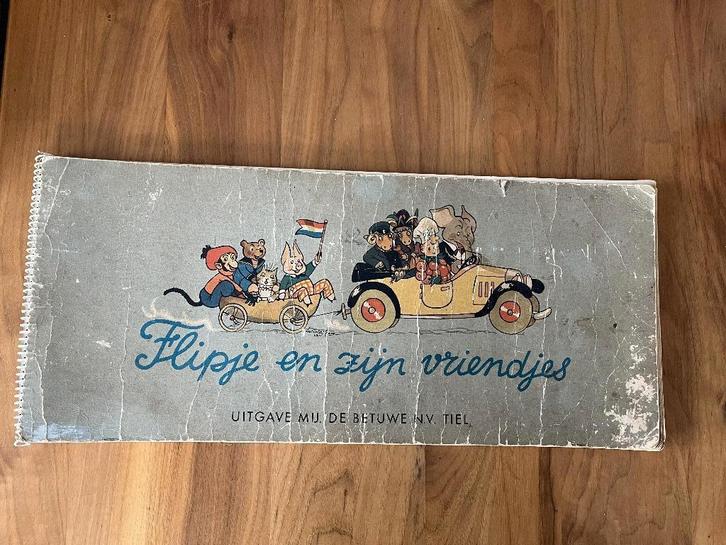 Flipje en zijn vriendjes
UITGAVE MIJ. DE BETUWE N.V. TIEL